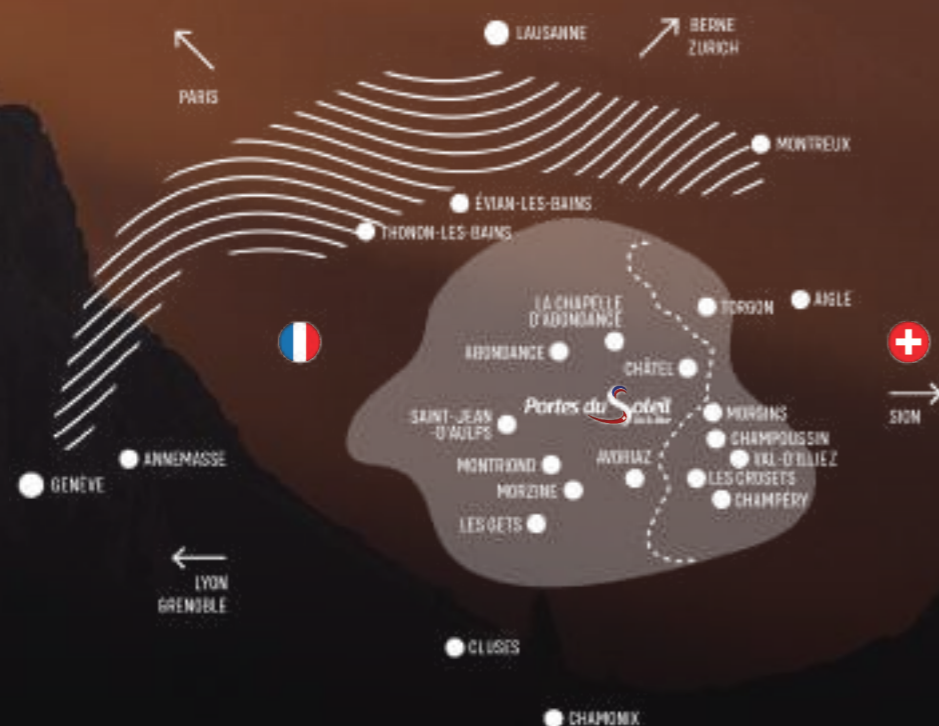 LAUSANNE
BERNE
ZURICH
PARIS
MONTREUX
ÉVIAN-LES-BAINS
THONON-LES-BAINS
LA CHAPELLE
D'ABONDANCE
TORGON
AIGLE
ABONDANCE
CHÂTEL
Portes du Soleil
SION
SAINT-JEAN
-D'AULPS
MORGINS
CHAMPOUSSIN
VAL-D'ILLIEZ
AVORIAZ
MONTRIOND
LES CROSETS
MORZINE
CHAMPÉRY
LES GETS
ANNEMASSE
GENÈVE
LYON
GRENOBLE
CLUSES
CHAMONIX